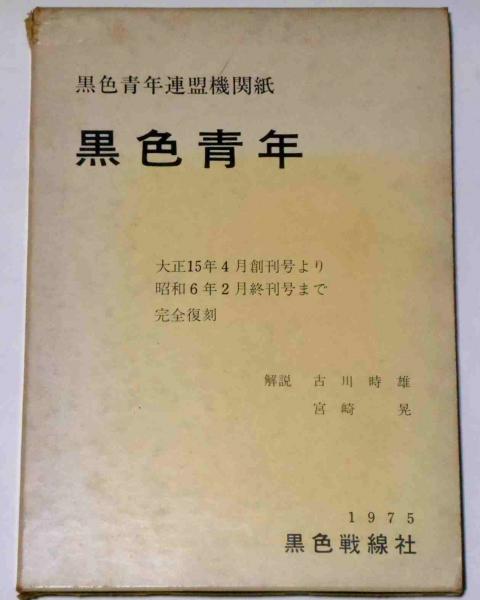 黒色青年連盟機関紙
黒色青年
大正15年4月創刊号より
昭和6年2月終刊号まで
完全復刻
解説 古川時雄
宮崎晃
1975
黒色戦線社